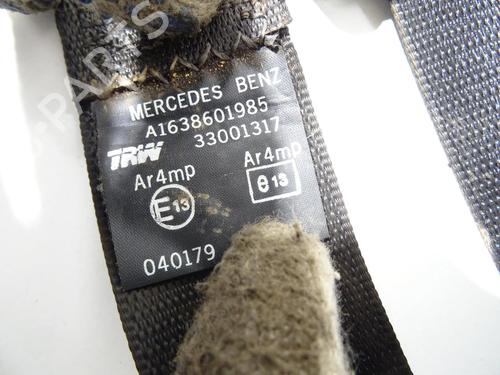 MERCEDES BENZ
A1638601985
TRW 33001317
Ar4mp Ar4mp
E13 e13
040179